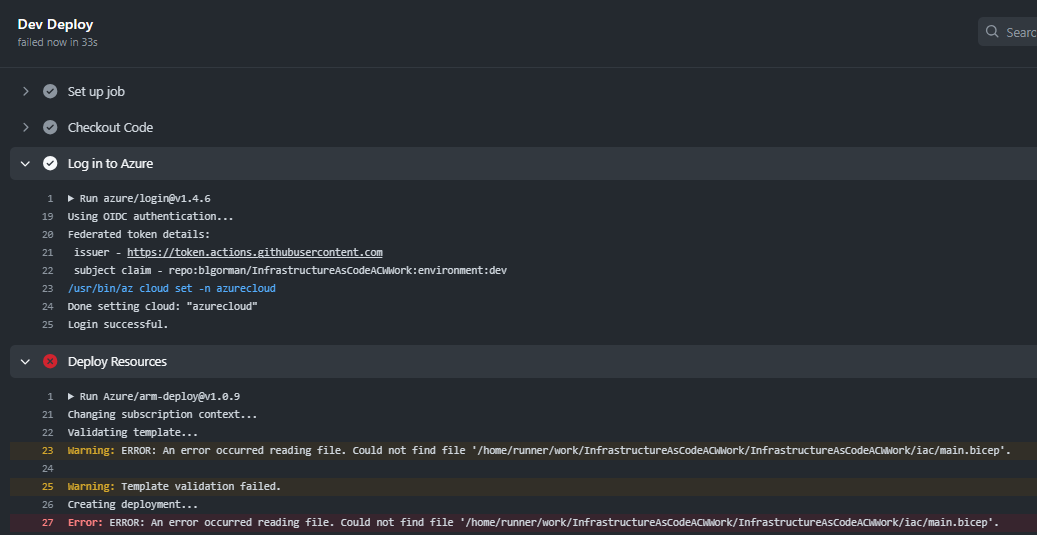 Dev Deploy
failed now in 33s
Searc
Set up job
Checkout Code
Log in to Azure
1 ▶ Run azure/login@v1.4.6
19 Using OIDC authentication...
20 Federated token details:
21 issuer - https://token.actions.githubusercontent.com
22 subject claim - repo:blgorman/InfrastructureAsCodeACWWork:environment:dev
23 /usr/bin/az cloud set -n azurecloud
24 Done setting cloud: "azurecloud"
25 Login successful.
Deploy Resources
1 ▶ Run Azure/arm-deploy@v1.0.9
21 Changing subscription context...
22 Validating template...
23 Warning: ERROR: An error occurred reading file. Could not find file '/home/runner/work/InfrastructureAsCodeACWWork/InfrastructureAsCodeACWWork/iac/main.bicep'.
24
25 Warning: Template validation failed.
26 Creating deployment...
27 Error: ERROR: An error occurred reading file. Could not find file '/home/runner/work/InfrastructureAsCodeACWWork/InfrastructureAsCodeACWWork/iac/main.bicep'.